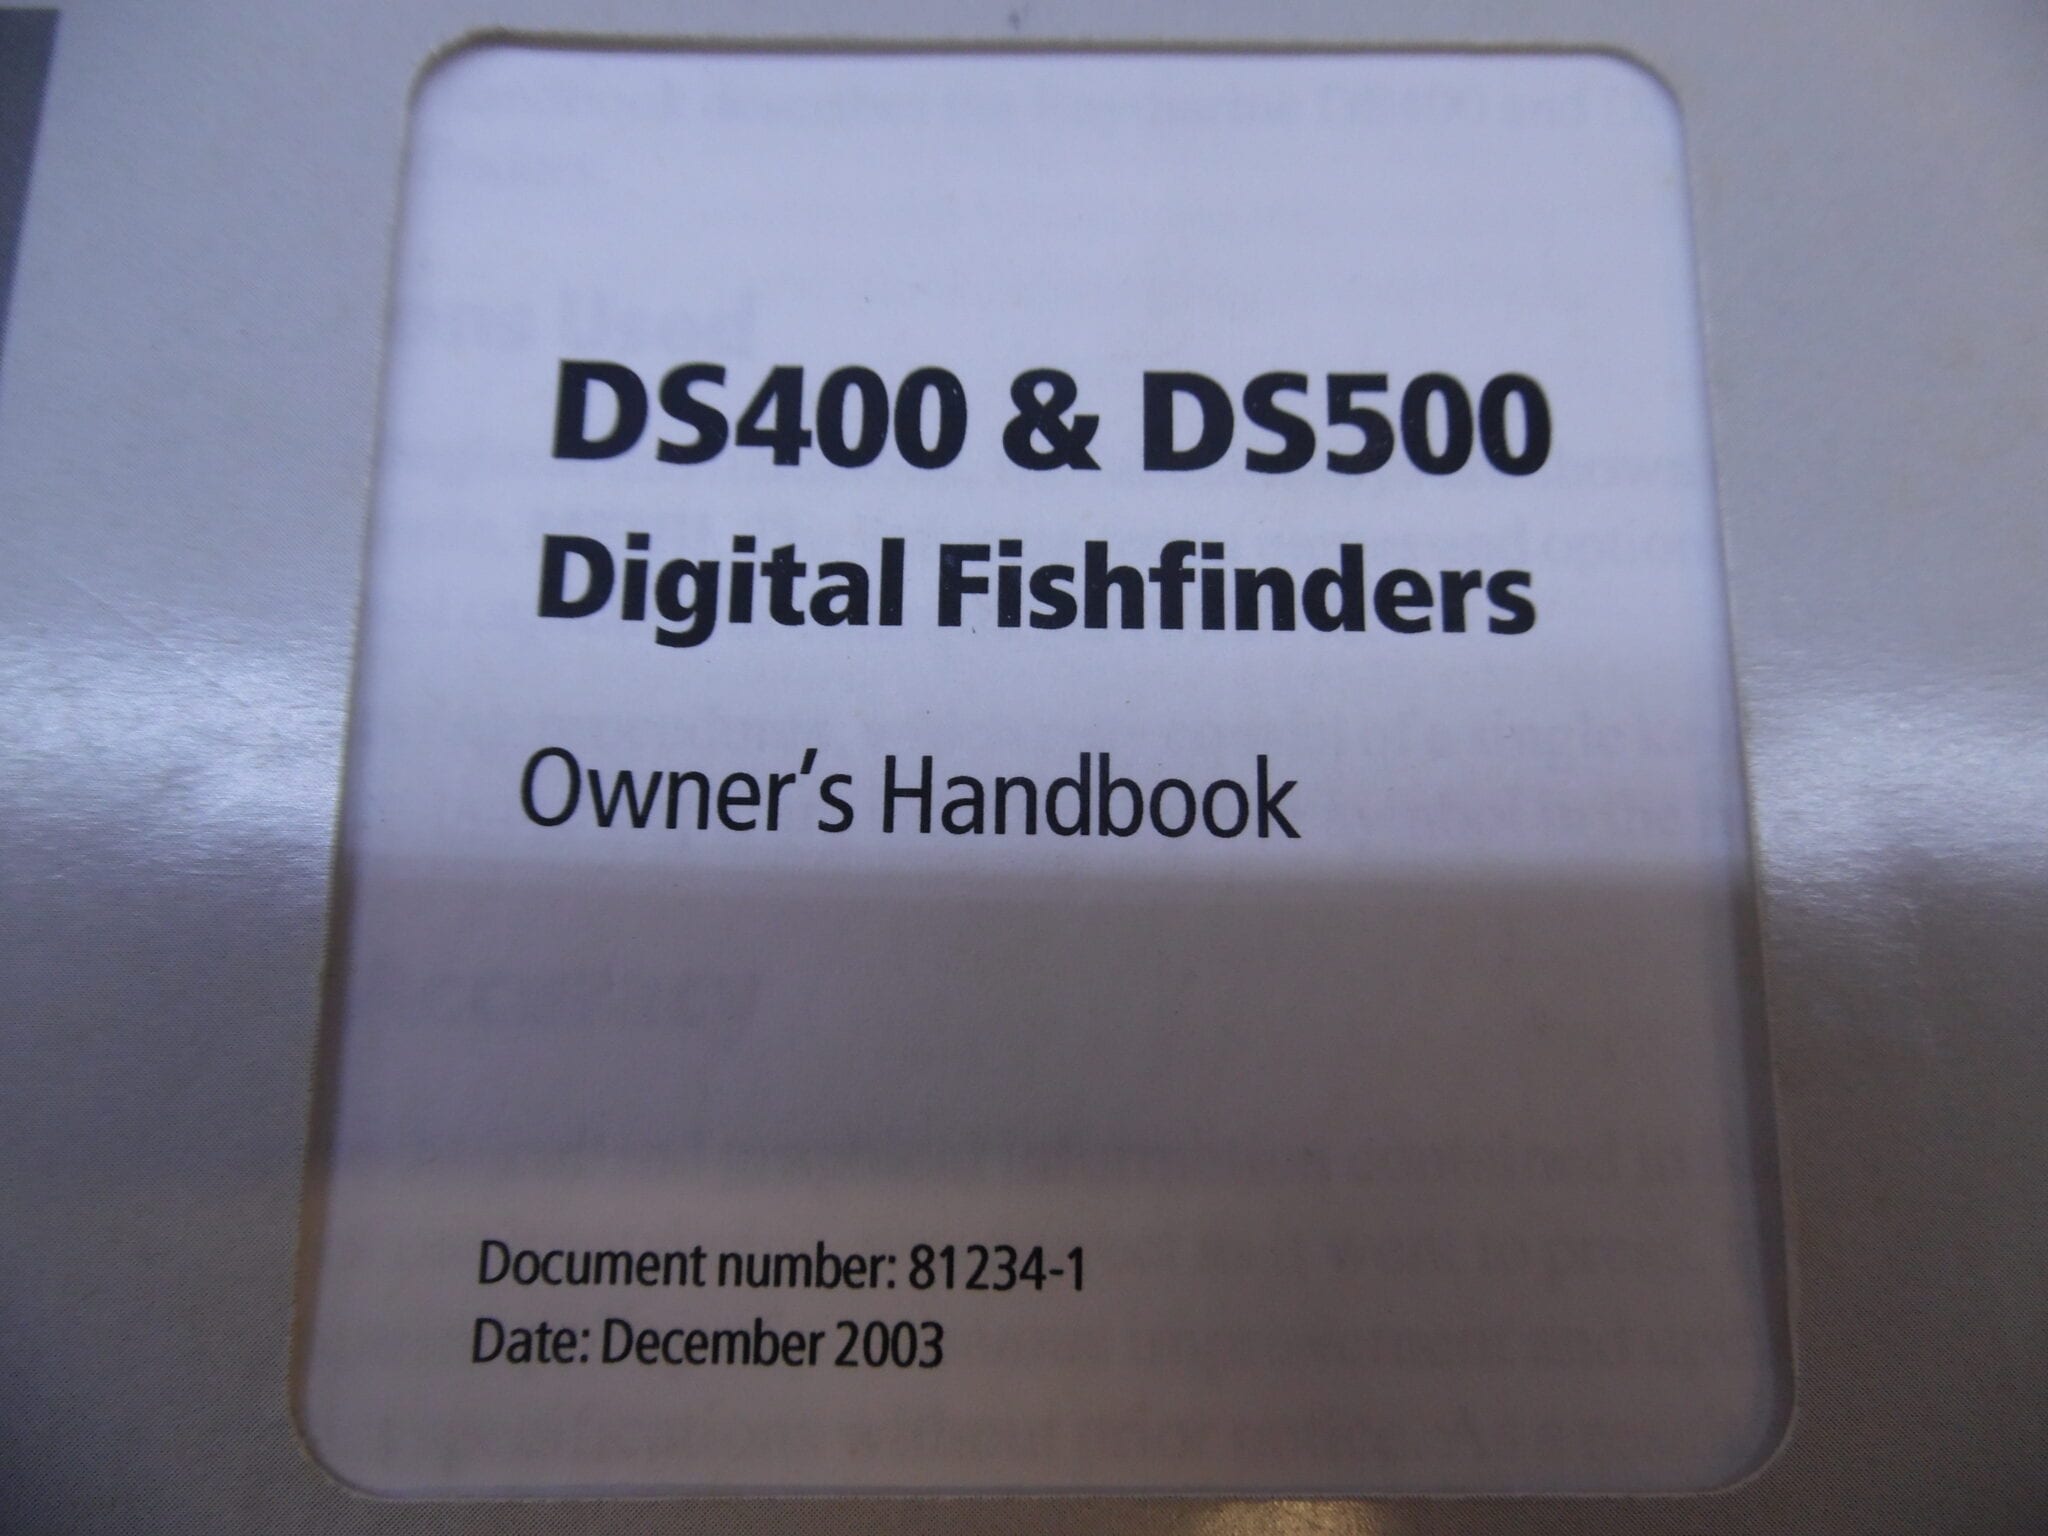 DS400 & DS500
Digital Fishfinders
Owner's Handbook
Document number: 81234-1
Date: December 2003